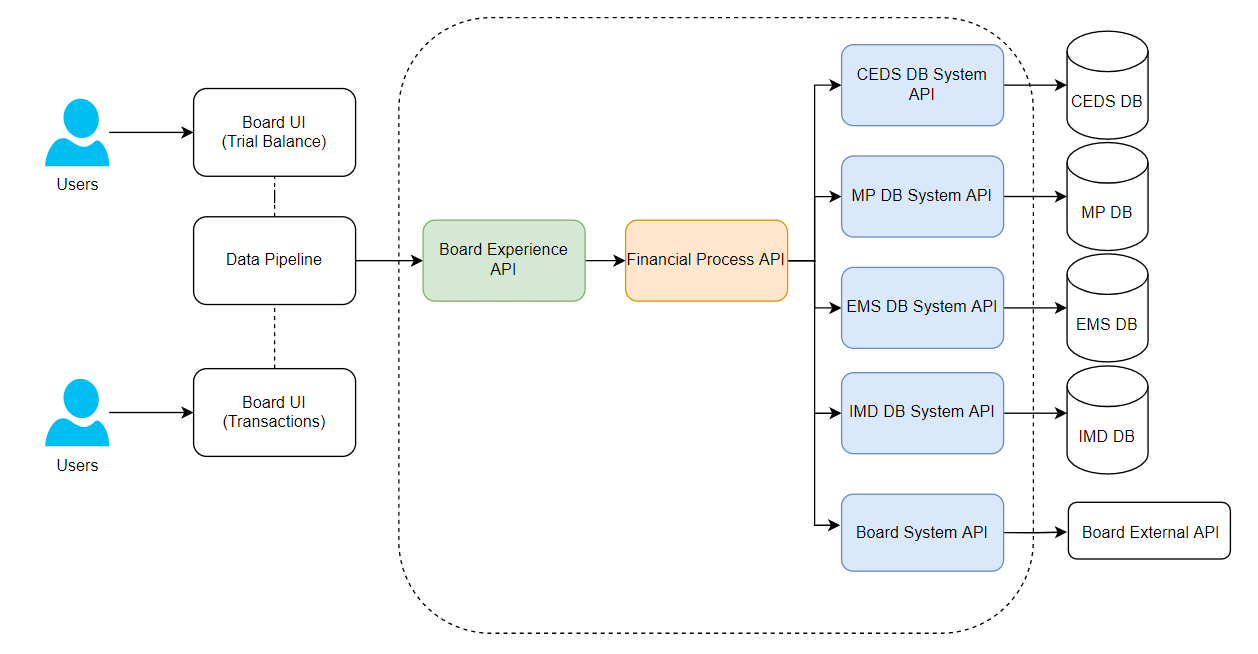 Users
Board UI
(Trial Balance)
Data Pipeline
Users
Board UI
(Transactions)
Board Experience
API
Financial Process API
CEDS DB System
API
CEDS DB
MP DB System API
MP DB
EMS DB System API
EMS DB
IMD DB System API
IMD DB
Board System API
Board External API